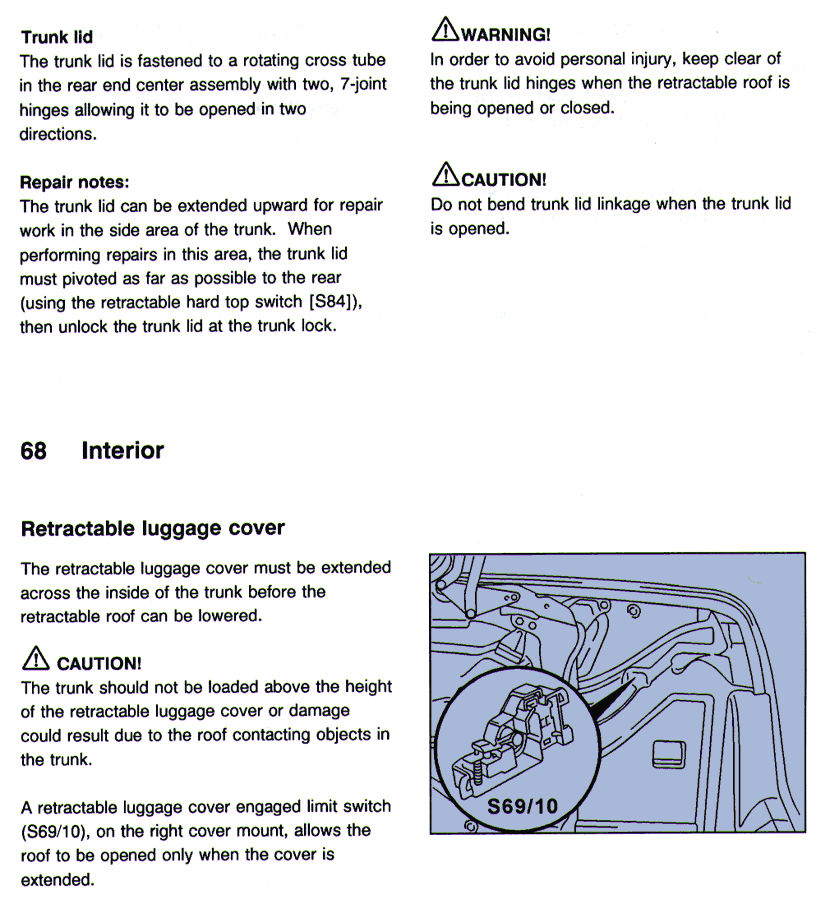 Trunk lid
The trunk lid is fastened to a rotating cross tube
in the rear end center assembly with two, 7-joint
hinges allowing it to be opened in two
directions.
Repair notes:
The trunk lid can be extended upward for repair
work in the side area of the trunk. When
performing repairs in this area, the trunk lid
must pivoted as far as possible to the rear
(using the retractable hard top switch [S84]),
then unlock the trunk lid at the trunk lock.
⚠WARNING!
In order to avoid personal injury, keep clear of
the trunk lid hinges when the retractable roof is
being opened or closed.
⚠CAUTION!
Do not bend trunk lid linkage when the trunk lid
is opened.
68 Interior
Retractable luggage cover
The retractable luggage cover must be extended
across the inside of the trunk before the
retractable roof can be lowered.
⚠ CAUTION!
The trunk should not be loaded above the height
of the retractable luggage cover or damage
could result due to the roof contacting objects in
the trunk.
A retractable luggage cover engaged limit switch
(S69/10), on the right cover mount, allows the
roof to be opened only when the cover is
extended.
S69/10